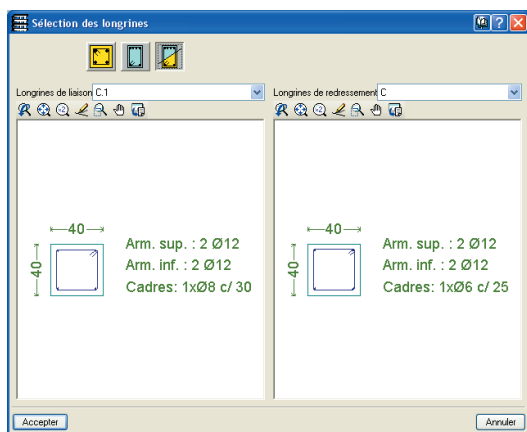 Sélection des longrines
Longrines de liaison C.1
Longrines de redressement C
40
40
Arm. sup. : 2 Ø12
Arm. inf. : 2 Ø12
Cadres: 1xØ8 c/ 30
40
40
Arm. sup. : 2 Ø12
Arm. inf. : 2 Ø12
Cadres: 1xØ6 c/ 25
Accepter
Annuler